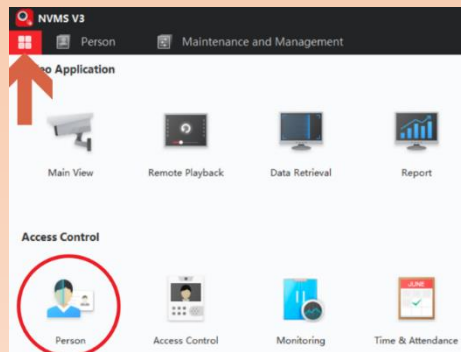 NVMS V3
Person
Maintenance and Management
eo Application
Main View
Remote Playback
Data Retrieval
Report
Access Control
Person
Access Control
Monitoring
JUNE
Time & Attendance